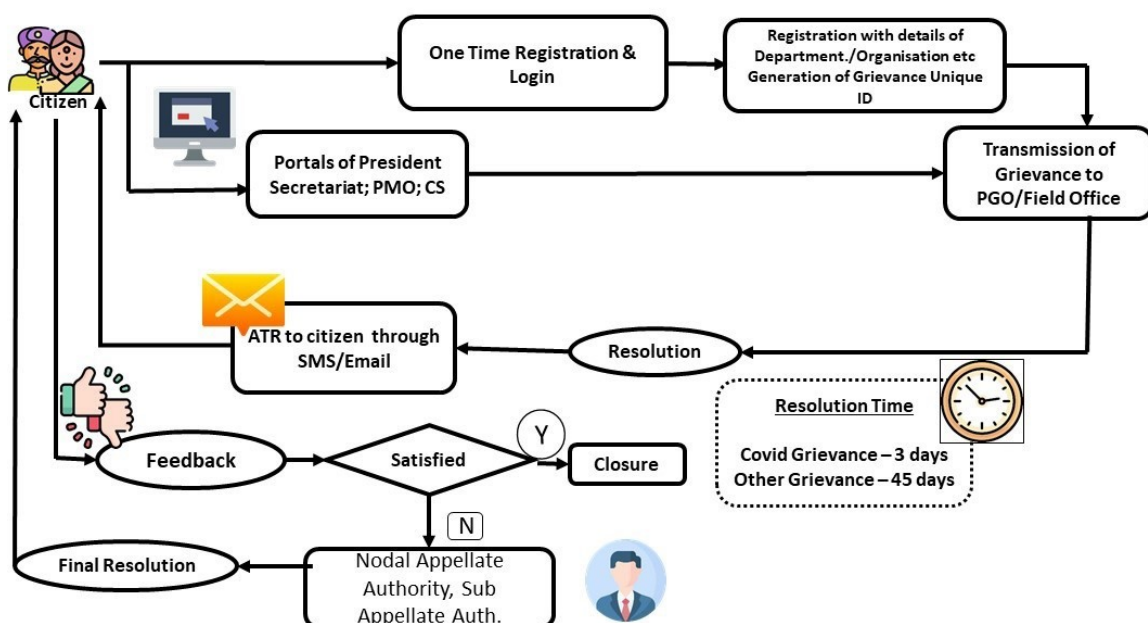 Citizen
One Time Registration &
Login
Registration with details of
Department./Organisation etc
Generation of Grievance Unique
ID
Portals of President
Secretariat; PMO; CS
Transmission of
Grievance to
PGO/Field Office
ATR to citizen through
SMS/Email
Resolution
Resolution Time
Covid Grievance – 3 days
Other Grievance – 45 days
Feedback
Satisfied
Y
Closure
N
Final Resolution
Nodal Appellate
Authority, Sub
Appellate Auth.